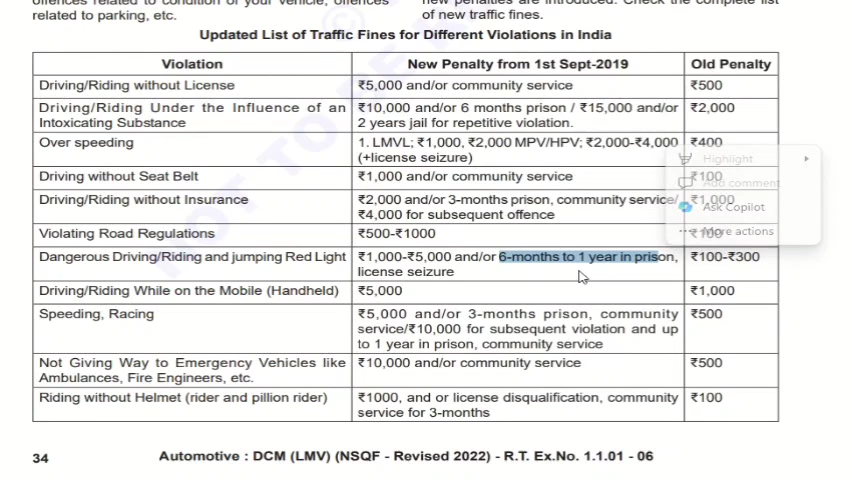 offences related to condition of your vehicle, offences
related to parking, etc.
new penalties are introduced. Check the complete list
of new traffic fines.
Updated List of Traffic Fines for Different Violations in India
Violation New Penalty from 1st Sept-2019 Old Penalty
Driving/Riding without License ₹5,000 and/or community service ₹500
Driving/Riding Under the Influence of an ₹10,000 and/or 6 months prison / ₹15,000 and/or ₹2,000
Intoxicating Substance 2 years jail for repetitive violation.
Over speeding 1. LMVL; ₹1,000, ₹2,000 MPV/HPV; ₹2,000-₹4,000 ₹400
(+license seizure)
Highlight
Driving without Seat Belt ₹1,000 and/or community service ₹100
Add comment
Driving/Riding without Insurance ₹2,000 and/or 3-months prison, community service/ ₹1,000
Ask Copilot
₹4,000 for subsequent offence
Violating Road Regulations ₹500-₹1000 ₹100
More actions
Dangerous Driving/Riding and jumping Red Light ₹1,000-₹5,000 and/or 6-months to 1 year in prison, ₹100-₹300
license seizure
Driving/Riding While on the Mobile (Handheld) ₹5,000 ₹1,000
Speeding, Racing ₹5,000 and/or 3-months prison, community ₹500
service/₹10,000 for subsequent violation and up
to 1 year in prison, community service
Not Giving Way to Emergency Vehicles like ₹10,000 and/or community service ₹500
Ambulances, Fire Engineers, etc.
Riding without Helmet (rider and pillion rider) ₹1000, and or license disqualification, community ₹100
service for 3-months
34 Automotive : DCM (LMV) (NSQF - Revised 2022) - R.T. Ex.No. 1.1.01 - 06